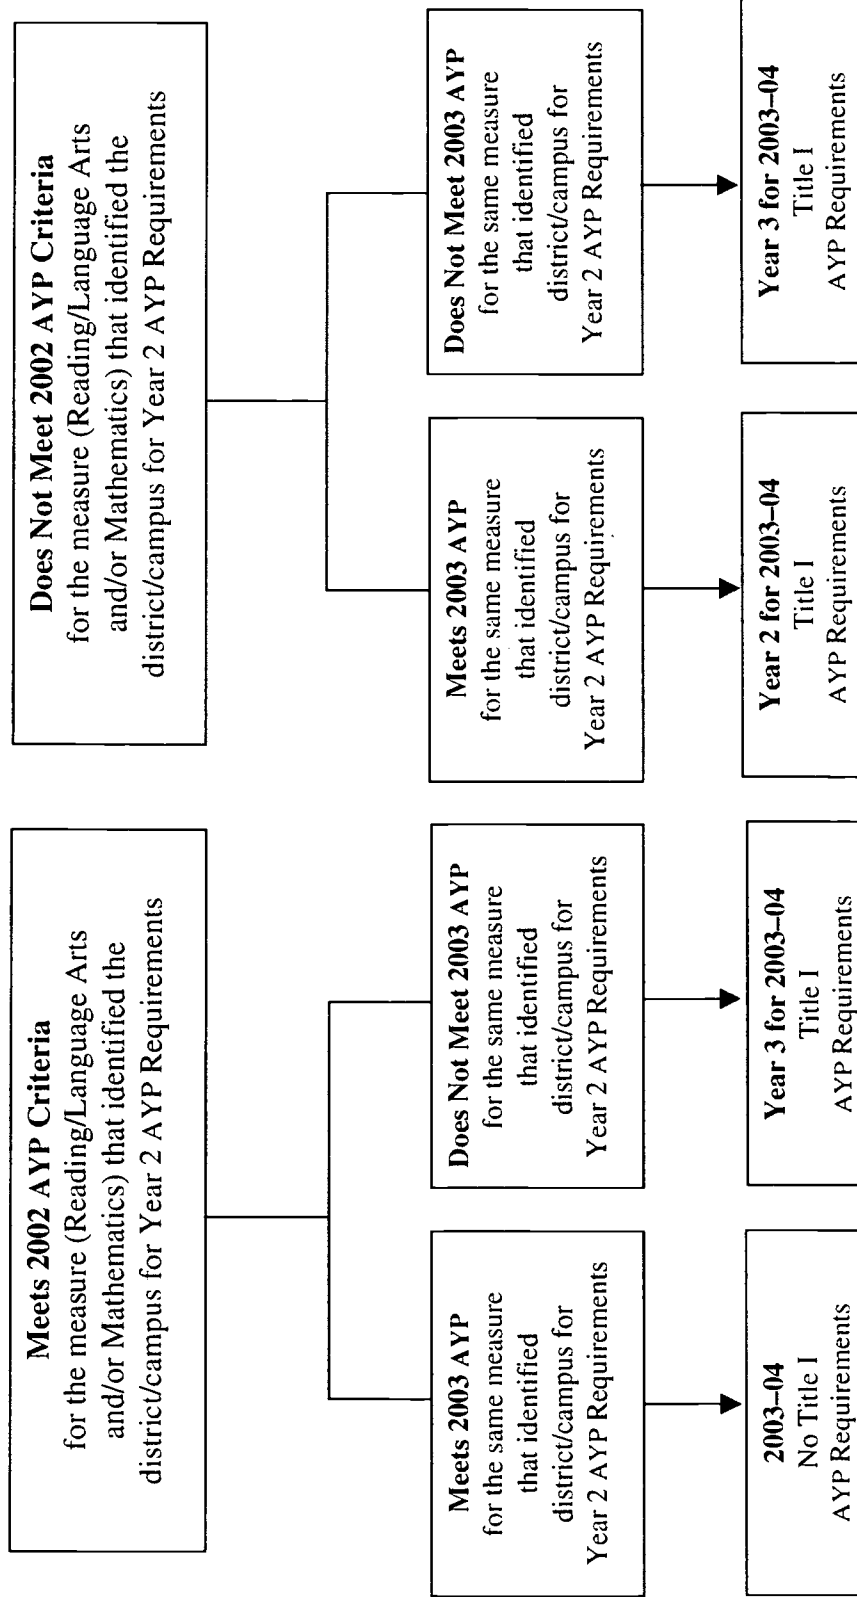 Meets 2002 AYP Criteria
for the measure (Reading/Language Arts
and/or Mathematics) that identified the
district/campus for Year 2 AYP Requirements
Does Not Meet 2002 AYP Criteria
for the measure (Reading/Language Arts
and/or Mathematics) that identified the
district/campus for Year 2 AYP Requirements
Meets 2003 AYP
for the same measure
that identified
district/campus for
Year 2 AYP Requirements
Does Not Meet 2003 AYP
for the same measure
that identified
district/campus for
Year 2 AYP Requirements
Meets 2003 AYP
for the same measure
that identified
district/campus for
Year 2 AYP Requirements
Does Not Meet 2003 AYP
for the same measure
that identified
district/campus for
Year 2 AYP Requirements
2003–04
No Title I
AYP Requirements
Year 3 for 2003–04
Title I
AYP Requirements
Year 2 for 2003–04
Title I
AYP Requirements
Year 3 for 2003–04
Title I
AYP Requirements